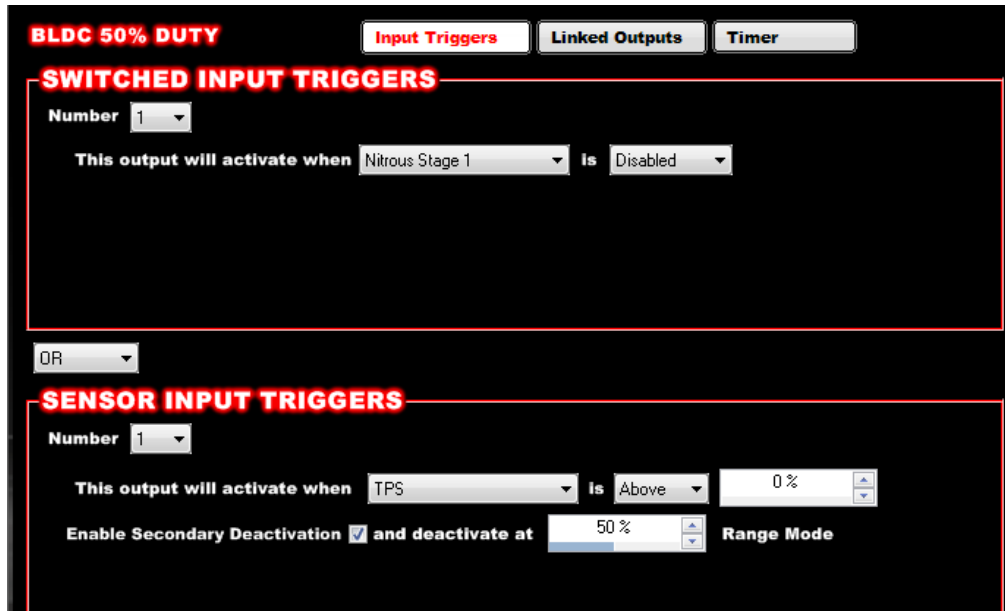 BLDC 50% DUTY Input Triggers Linked Outputs Timer
SWITCHED INPUT TRIGGERS
Number 1
This output will activate when Nitrous Stage 1 is Disabled
OR
SENSOR INPUT TRIGGERS
Number 1
This output will activate when TPS is Above 0 %
Enable Secondary Deactivation and deactivate at 50 % Range Mode